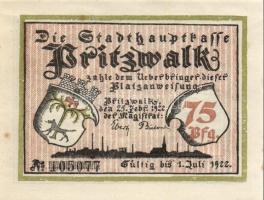 Die Stadthauptkasse
Pritzwalk
zahle dem Ueberbringer dieser
Platzanweisung
Pritzwalk,
den 25. Febr. 1922.
der Magistrat:
75
Pfg
№ 105077
Gültig bis 1. Juli 1922.